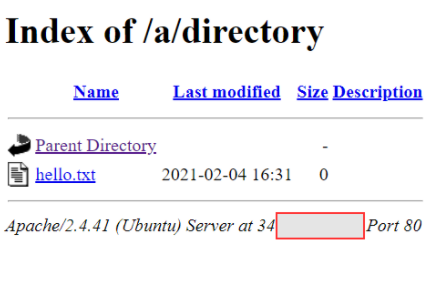 Index of /a/directory
Name Last modified Size Description
Parent Directory -
hello.txt 2021-02-04 16:31 0
Apache/2.4.41 (Ubuntu) Server at 34 Port 80